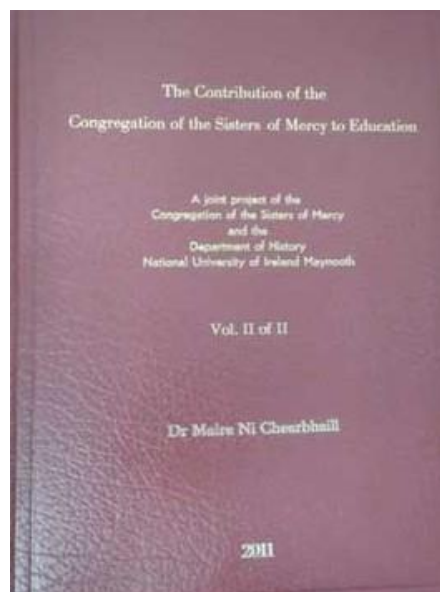 The Contribution of the
Congregation of the Sisters of Mercy to Education
A joint project of the
Congregation of the Sisters of Mercy
and the
Department of History
National University of Ireland Maynooth
Vol. II of II
Dr Maire Ni Chearbhaill
2011